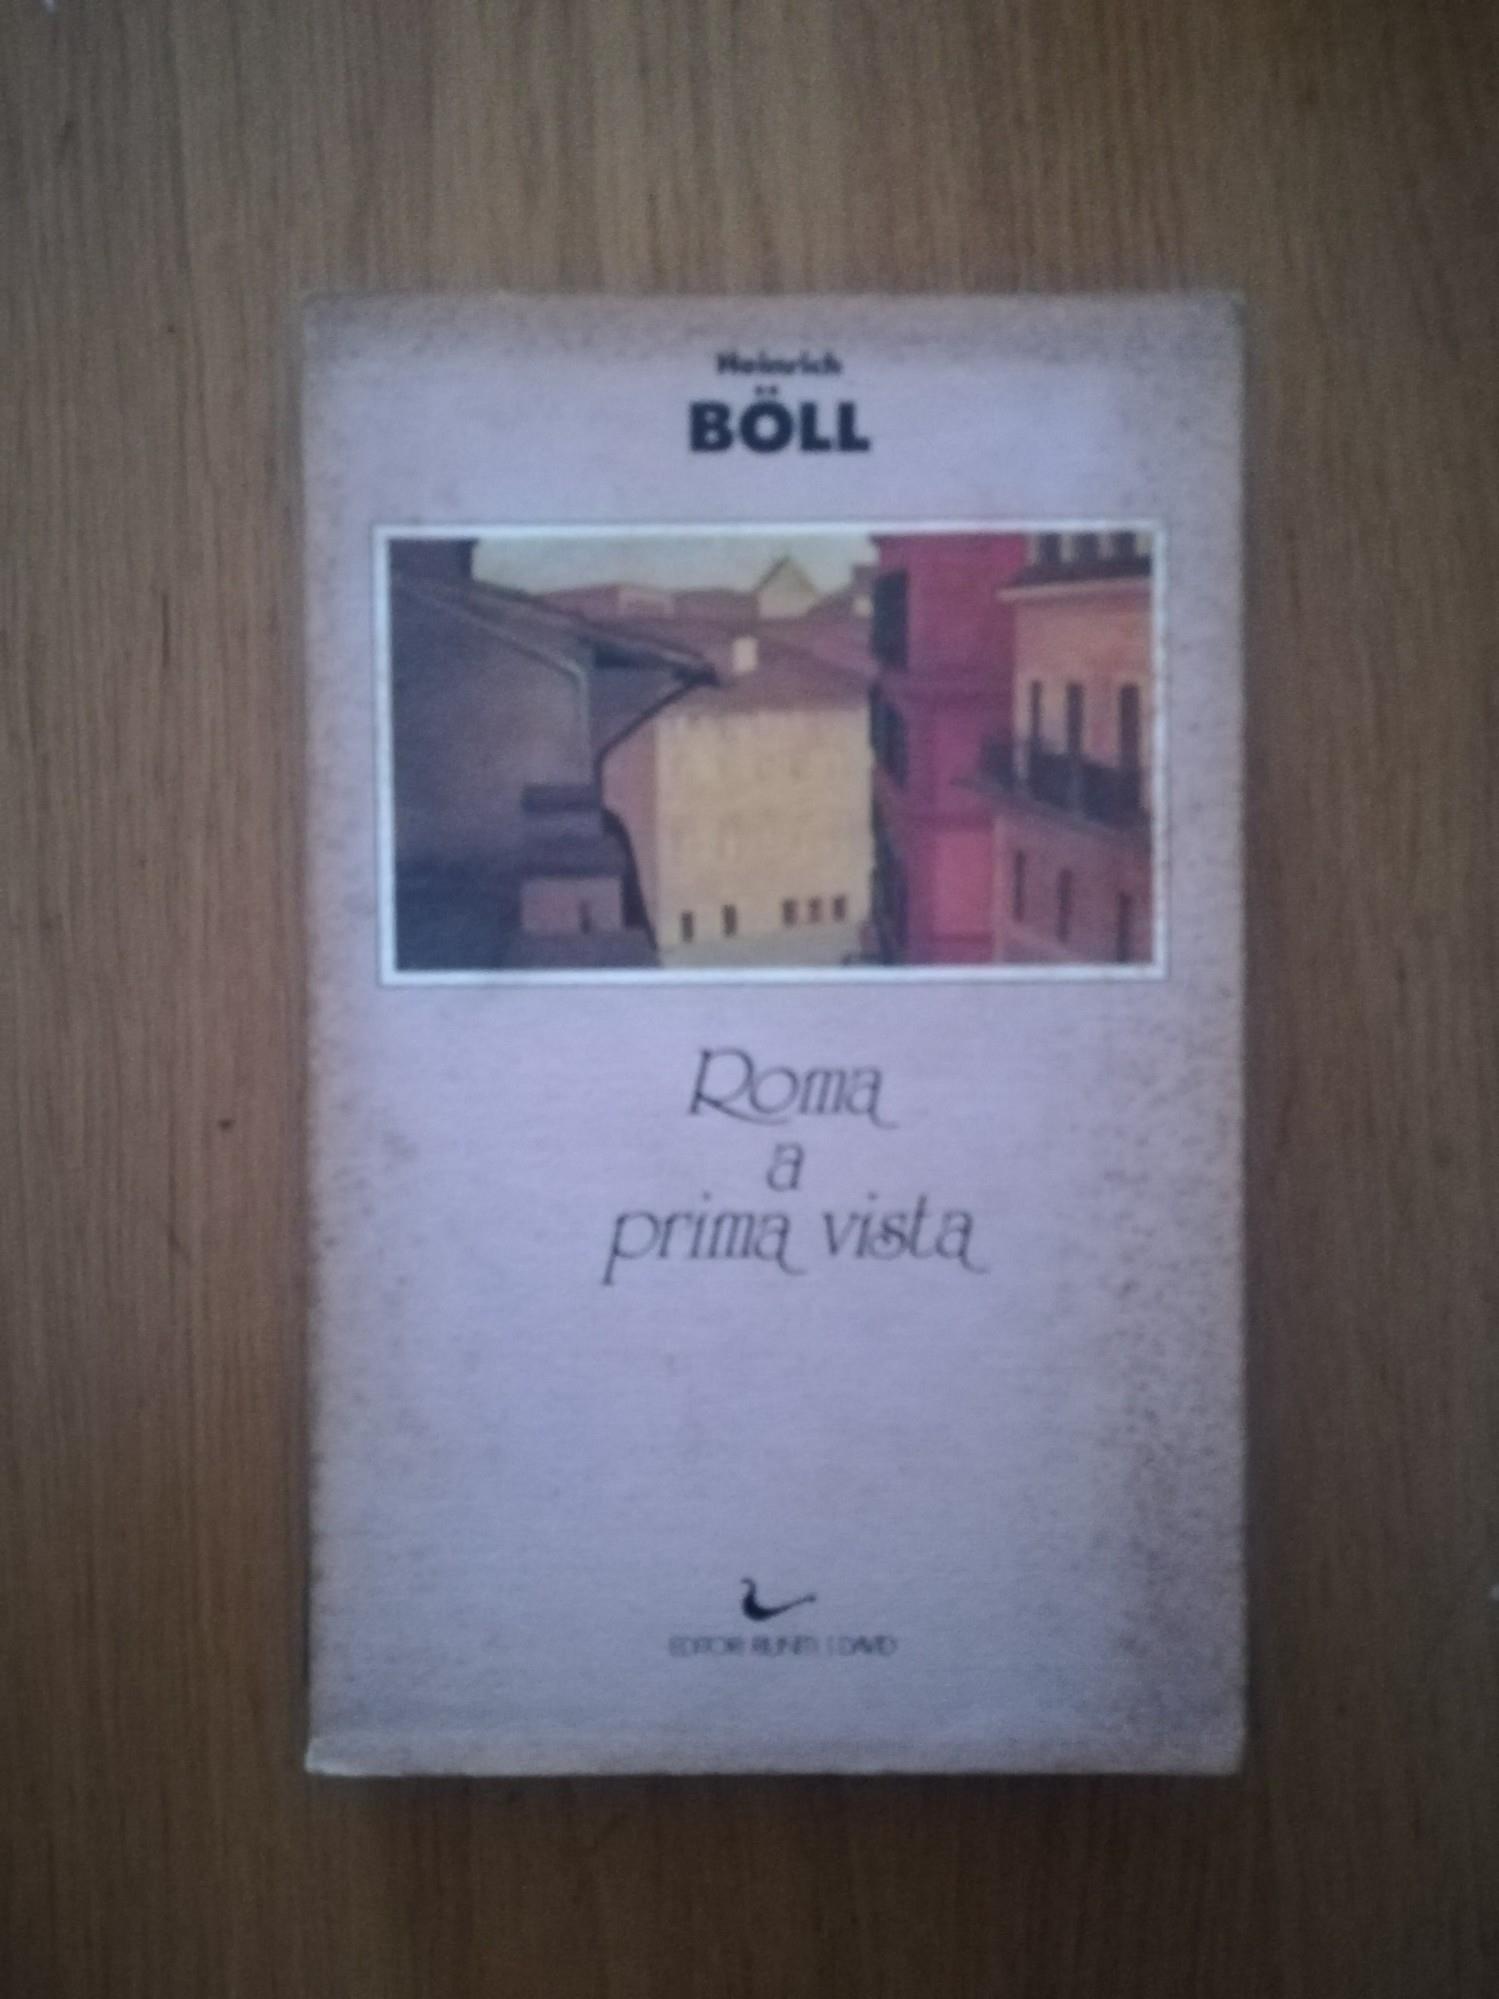 Heinrich
BÖLL
Roma
a
prima vista
EDITORI RIUNITI | DAVID